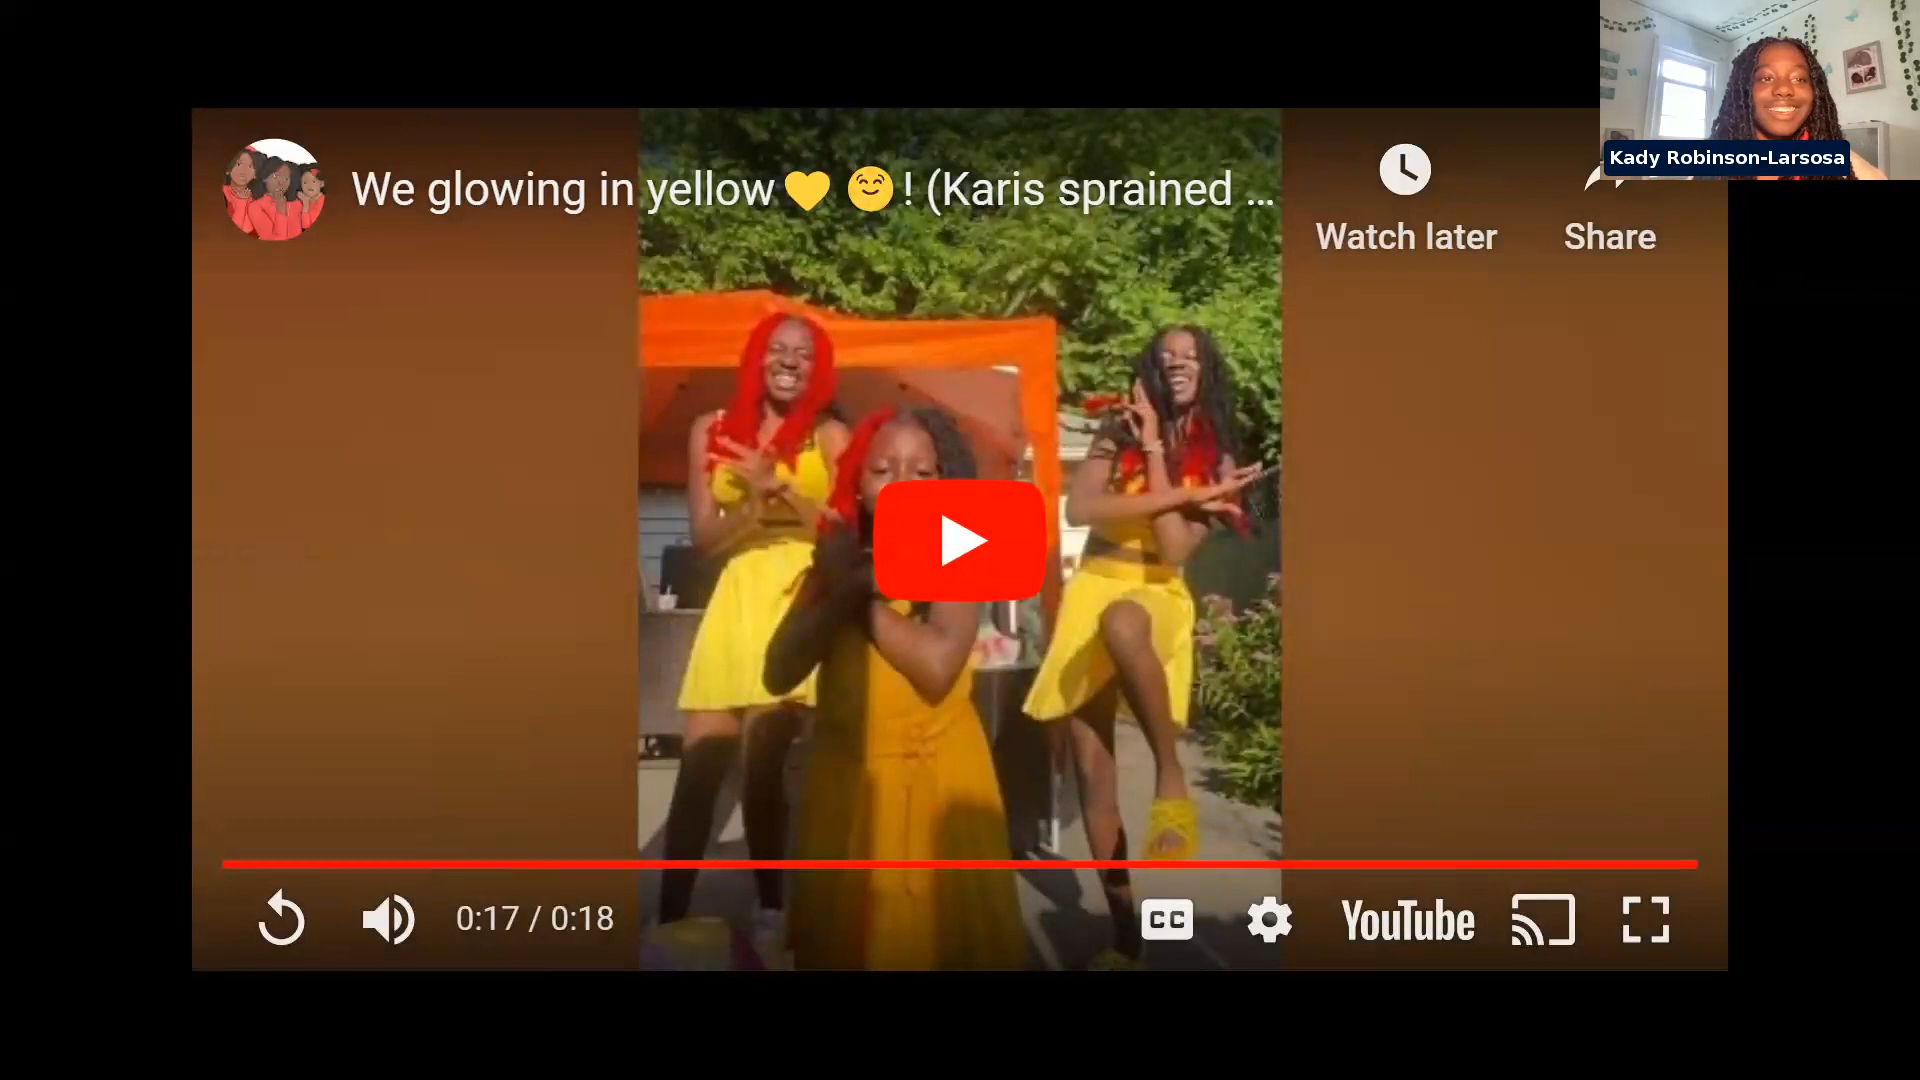 Kady Robinson-Larsosa
We glowing in yellow💛 😌! (Karis sprained ...
Watch later
Share
0:17 / 0:18
CC
YouTube